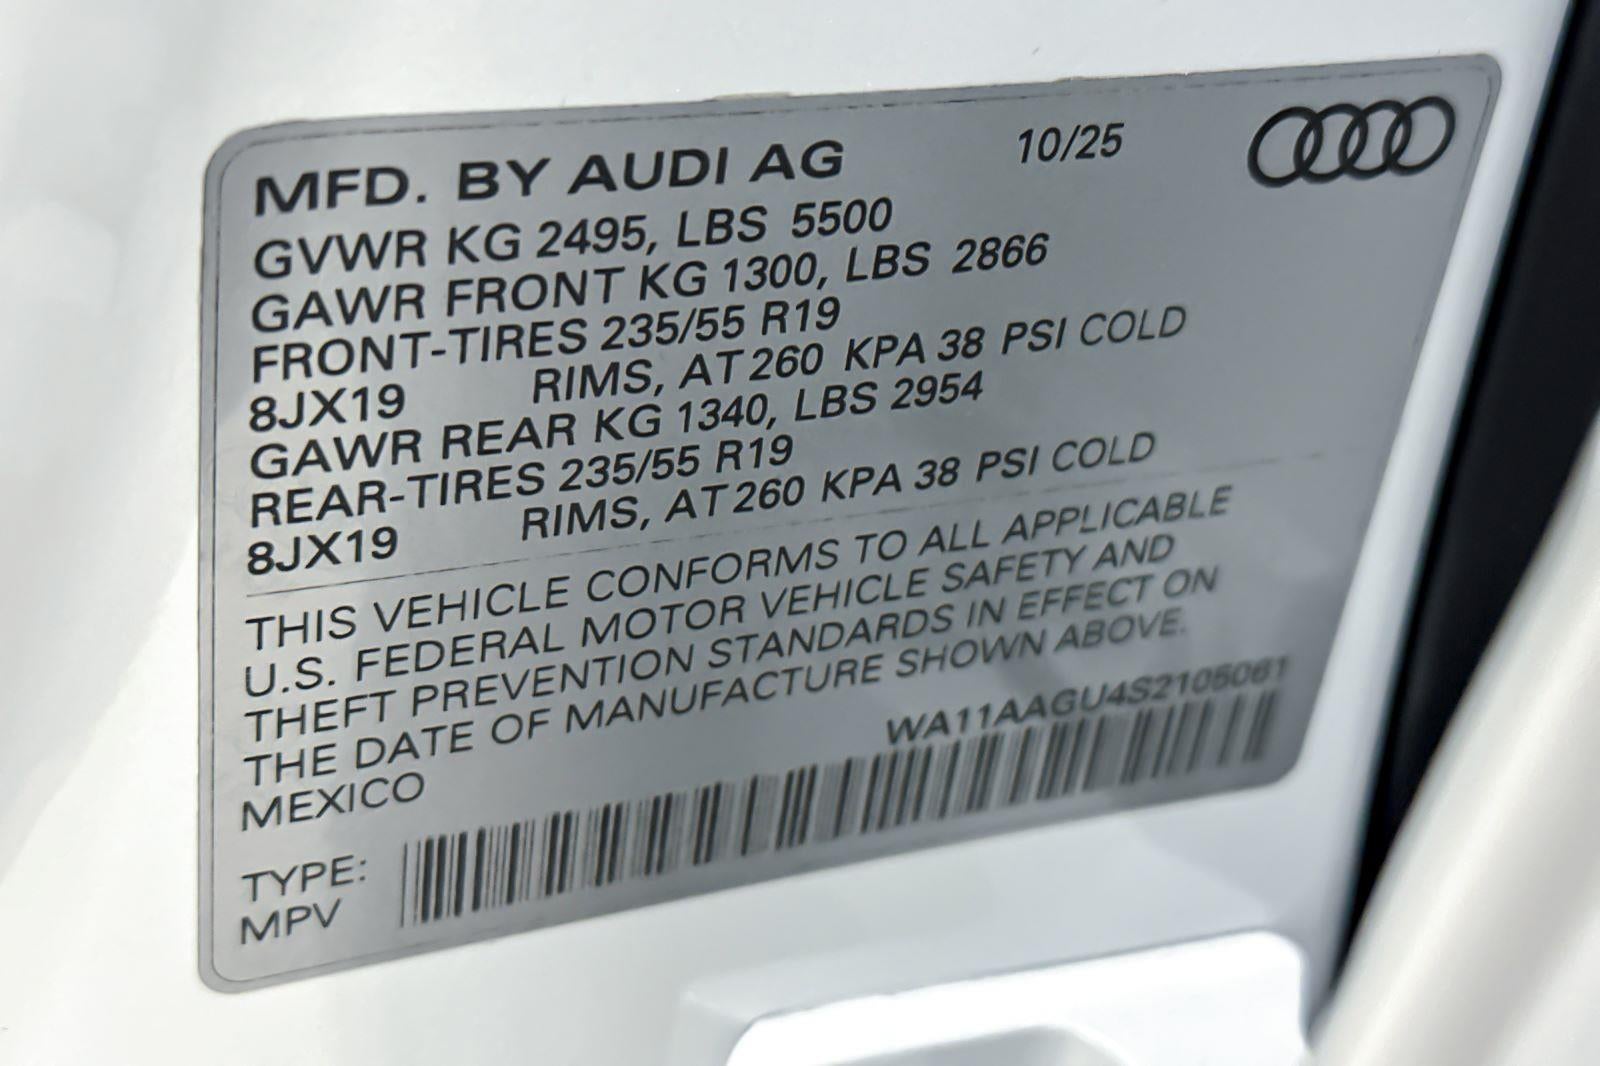 MFD. BY AUDI AG 10/25
GVWR KG 2495, LBS 5500
GAWR FRONT KG 1300, LBS 2866
FRONT-TIRES 235/55 R19
8JX19 RIMS, AT 260 KPA 38 PSI COLD
GAWR REAR KG 1340, LBS 2954
REAR-TIRES 235/55 R19
8JX19 RIMS, AT 260 KPA 38 PSI COLD
THIS VEHICLE CONFORMS TO ALL APPLICABLE
U.S. FEDERAL MOTOR VEHICLE SAFETY AND
THEFT PREVENTION STANDARDS IN EFFECT ON
THE DATE OF MANUFACTURE SHOWN ABOVE.
MEXICO WA11AAGU4S2105061
TYPE:
MPV